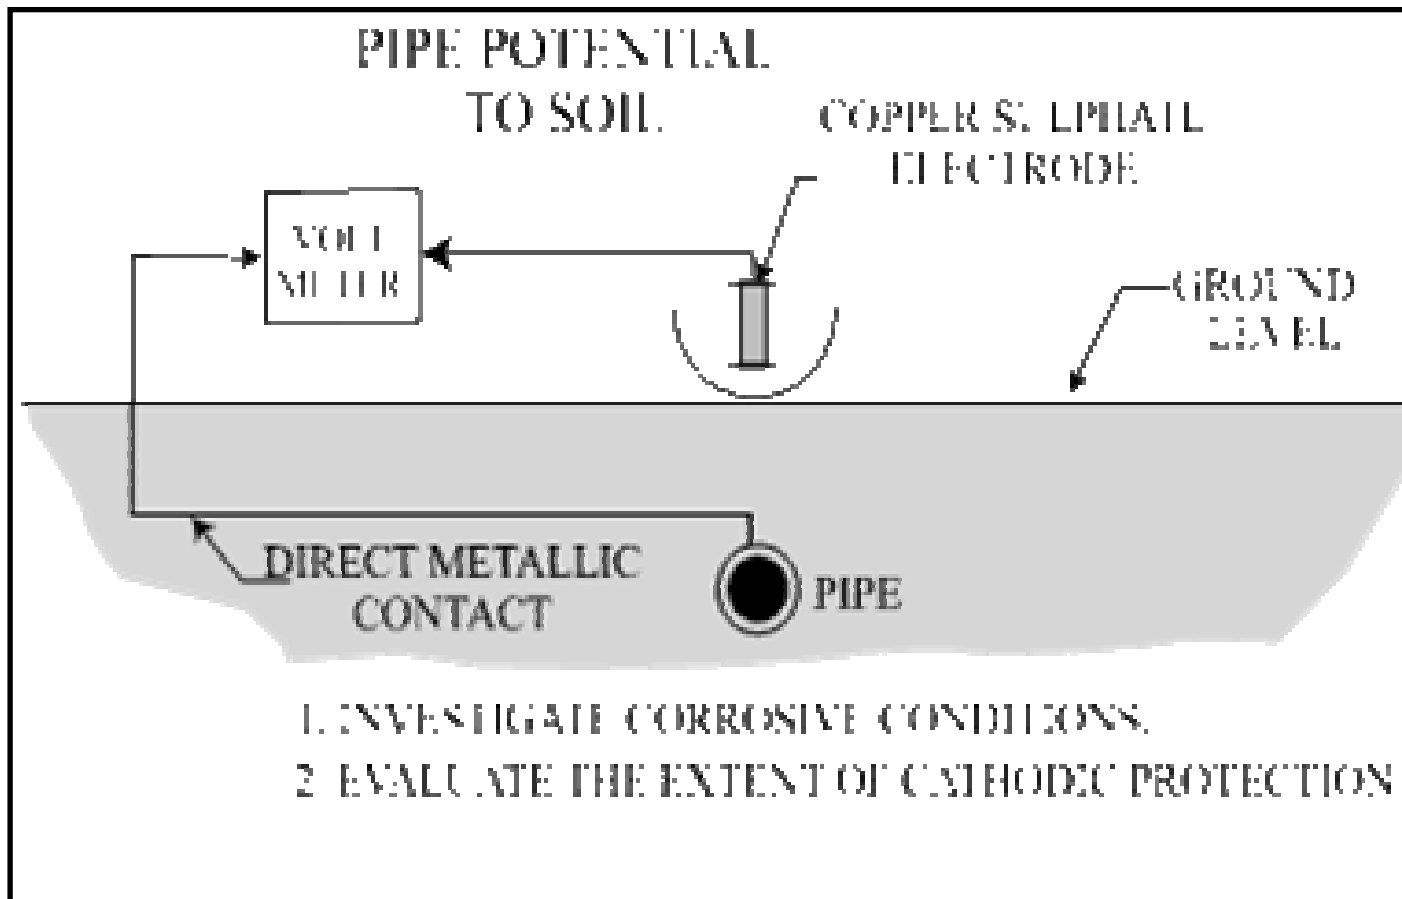 PIPE POTENTIAL
TO SOIL
COPPER SULPHATE
ELECTRODE
VOLT
METER
GROUND
LEVEL
DIRECT METALLIC
CONTACT
PIPE
1. INVESTIGATE CORROSIVE CONDITIONS.
2 EVALUATE THE EXTENT OF CATHODIC PROTECTION